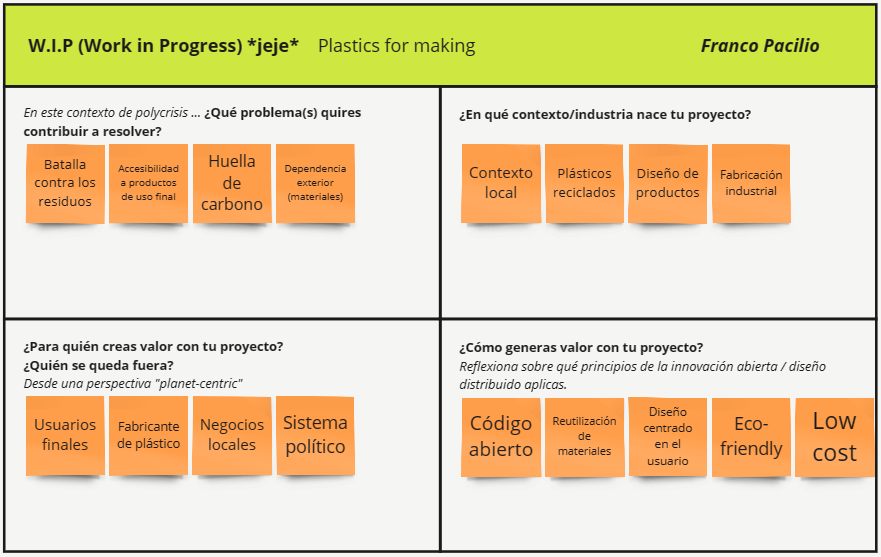 W.I.P (Work in Progress) *jeje* Plastics for making
Franco Pacilio
En este contexto de polycrisis ... ¿Qué problema(s) quires
contribuir a resolver?
Batalla
contra los
residuos
Accesibilidad
a productos
de uso final
Huella
de
carbono
Dependencia
exterior
(materiales)
¿En qué contexto/industria nace tu proyecto?
Contexto
local
Plásticos
reciclados
Diseño de
productos
Fabricación
industrial
¿Para quién creas valor con tu proyecto?
¿Quién se queda fuera?
Desde una perspectiva "planet-centric"
Usuarios
finales
Fabricante
de plástico
Negocios
locales
Sistema
político
¿Cómo generas valor con tu proyecto?
Reflexiona sobre qué principios de la innovación abierta / diseño
distribuido aplicas.
Código
abierto
Reutilización
de
materiales
Diseño
centrado
en el
usuario
Eco-
friendly
Low
cost